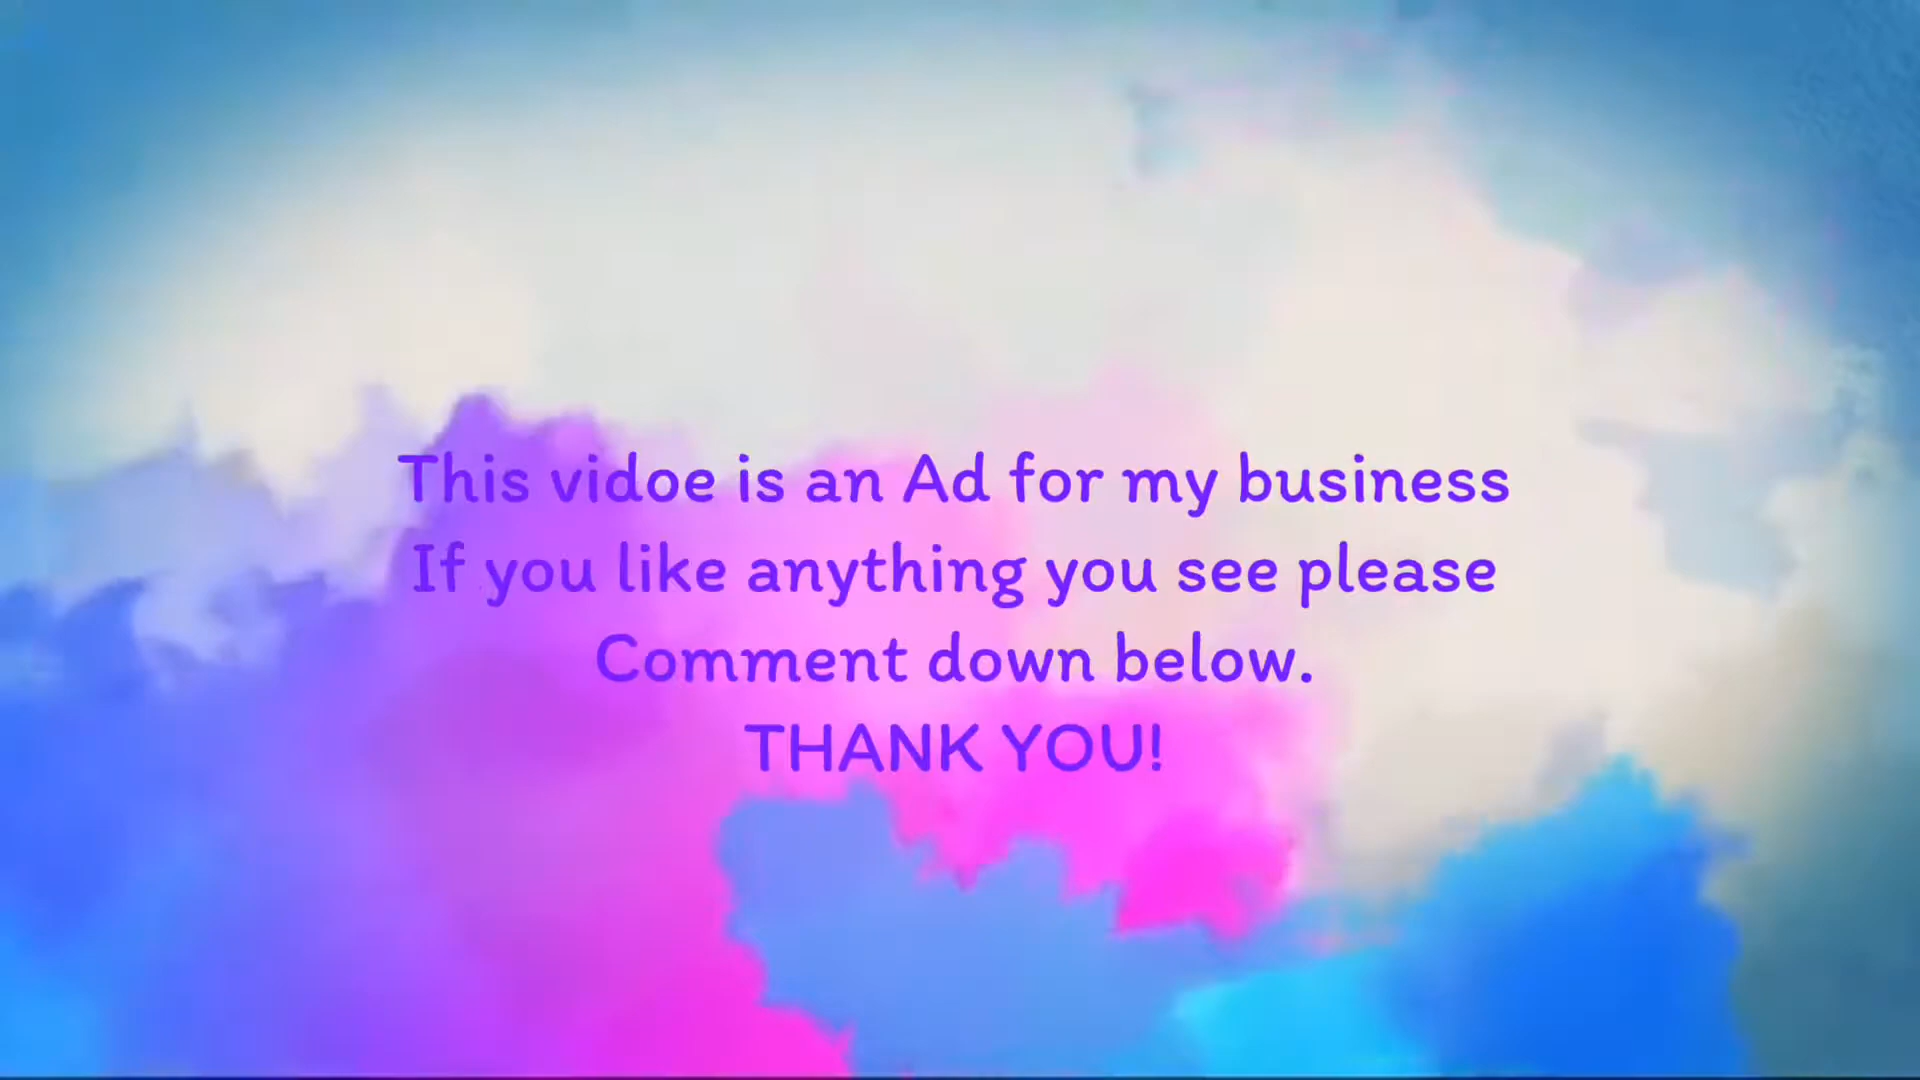 This vidoe is an Ad for my business
If you like anything you see please
Comment down below.
THANK YOU!